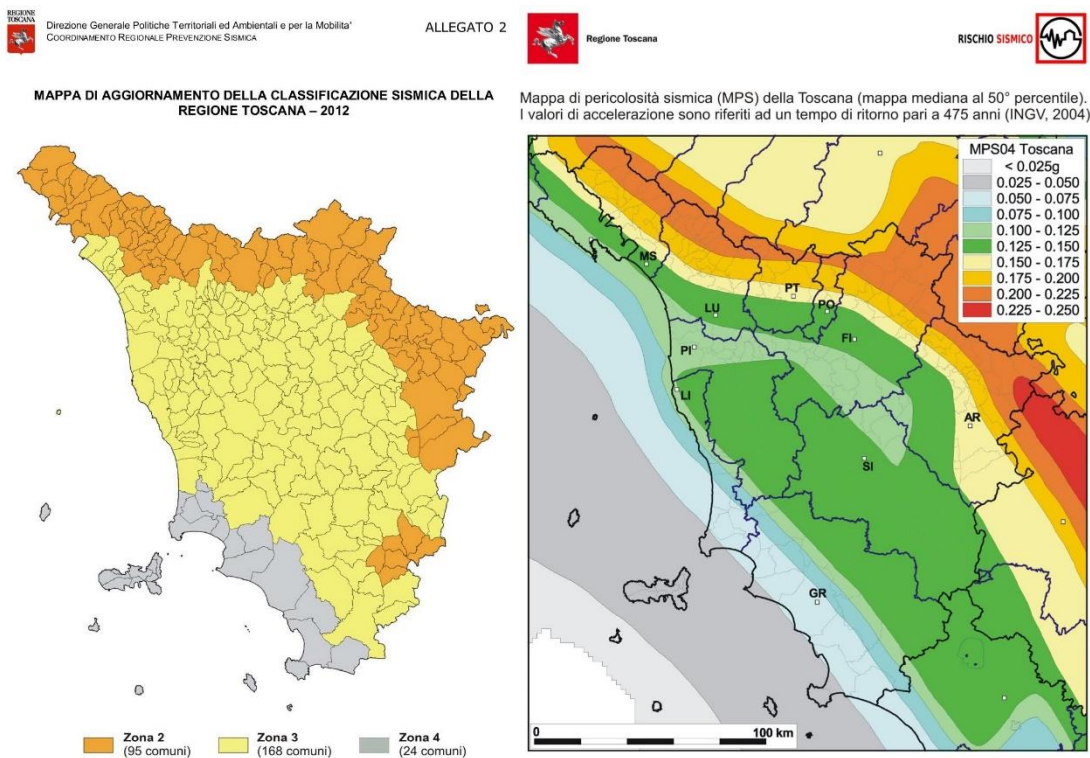 REGIONE
TOSCANA
Direzione Generale Politiche Territoriali ed Ambientali e per la Mobilita'
COORDINAMENTO REGIONALE PREVENZIONE SISMICA
ALLEGATO 2
MAPPA DI AGGIORNAMENTO DELLA CLASSIFICAZIONE SISMICA DELLA
REGIONE TOSCANA – 2012
Zona 2
(95 comuni)
Zona 3
(168 comuni)
Zona 4
(24 comuni)
Regione Toscana
RISCHIO SISMICO
Mappa di pericolosità sismica (MPS) della Toscana (mappa mediana al 50° percentile).
I valori di accelerazione sono riferiti ad un tempo di ritorno pari a 475 anni (INGV, 2004)
MPS04 Toscana
< 0.025g
0.025 - 0.050
0.050 - 0.075
0.075 - 0.100
0.100 - 0.125
0.125 - 0.150
0.150 - 0.175
0.175 - 0.200
0.200 - 0.225
0.225 - 0.250
MS
PT
LU
PO
PI
FI
LI
AR
SI
GR
0
100 km